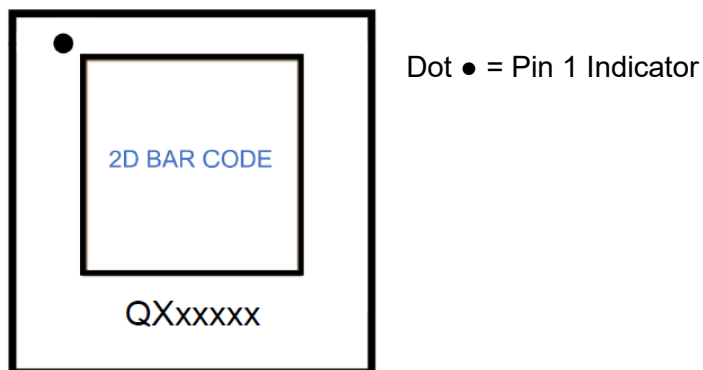 Dot ● = Pin 1 Indicator
2D BAR CODE
QXxxxxx